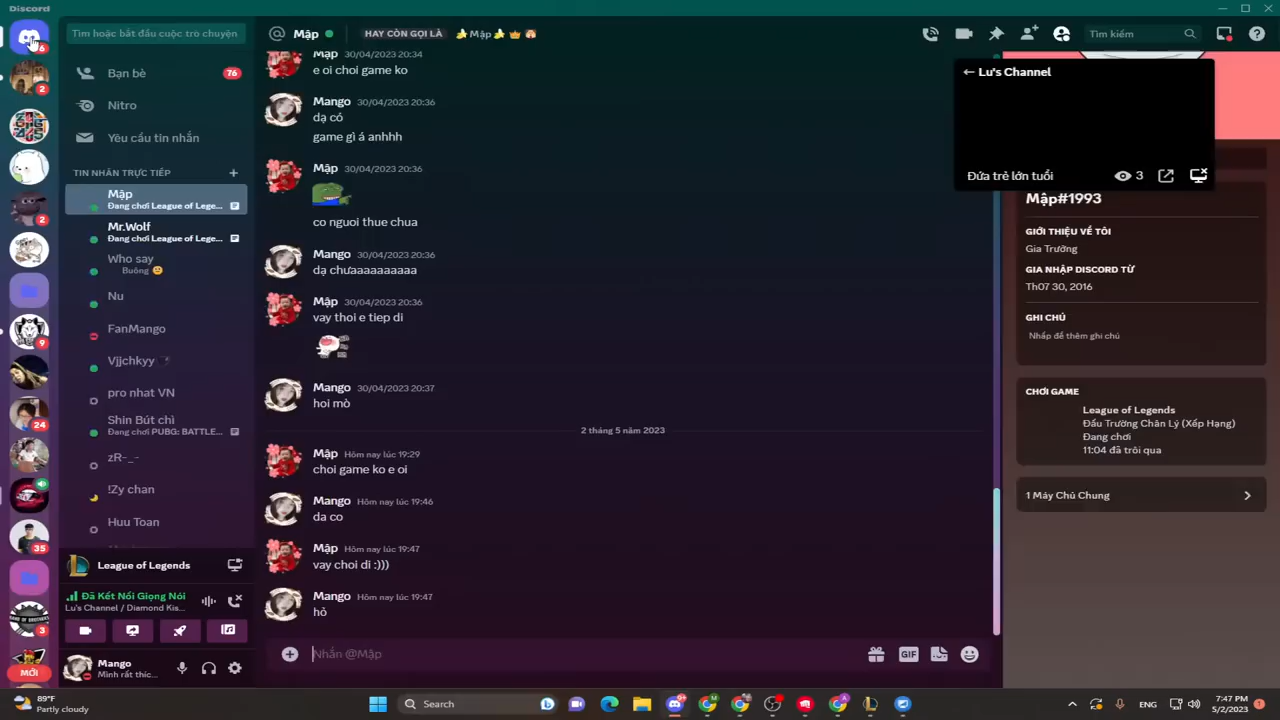 Discord
Tìm hoặc bắt đầu cuộc trò chuyện
Bạn bè
76
Nitro
Yêu cầu tin nhắn
TIN NHẮN TRỰC TIẾP
Mập
Đang chơi League of Lege...
Mr.Wolf
Đang chơi League of Lege...
Who say
Buông
Nu
FanMango
Vjjchkyy
pro nhat VN
Shin Bút chì
Đang chơi PUBG: BATTLE...
zR-_-
!Zy chan
Huu Toan
League of Legends
Đã Kết Nối Giọng Nói
Lu's Channel / Diamond Kis...
Mango
Mình rất thíc...
6
2
2
9
24
35
3
MỚI
Mập
HAY CÒN GỌI LÀ
Mập
Tìm kiếm
Mập 30/04/2023 20:34
e oi choi game ko
Mango 30/04/2023 20:36
dạ có
game gì á anhhh
Mập 30/04/2023 20:36
co nguoi thue chua
Mango 30/04/2023 20:36
dạ chưaaaaaaaaaa
Mập 30/04/2023 20:36
vay thoi e tiep di
Mango 30/04/2023 20:37
hoi mò
2 tháng 5 năm 2023
Mập Hôm nay lúc 19:29
choi game ko e oi
Mango Hôm nay lúc 19:46
da co
Mập Hôm nay lúc 19:47
vay choi di :)))
Mango Hôm nay lúc 19:47
hỏ
Nhắn @Mập
GIF
Lu's Channel
Đứa trẻ lớn tuổi
3
Mập#1993
GIỚI THIỆU VỀ TÔI
Gia Trưởng
GIA NHẬP DISCORD TỪ
Th07 30, 2016
GHI CHÚ
Nhấp để thêm ghi chú
CHƠI GAME
League of Legends
Đấu Trường Chân Lý (Xếp Hạng)
Đang chơi
11:04 đã trôi qua
1 Máy Chủ Chung
89°F
Partly cloudy
Search
ENG
7:47 PM
5/2/2023